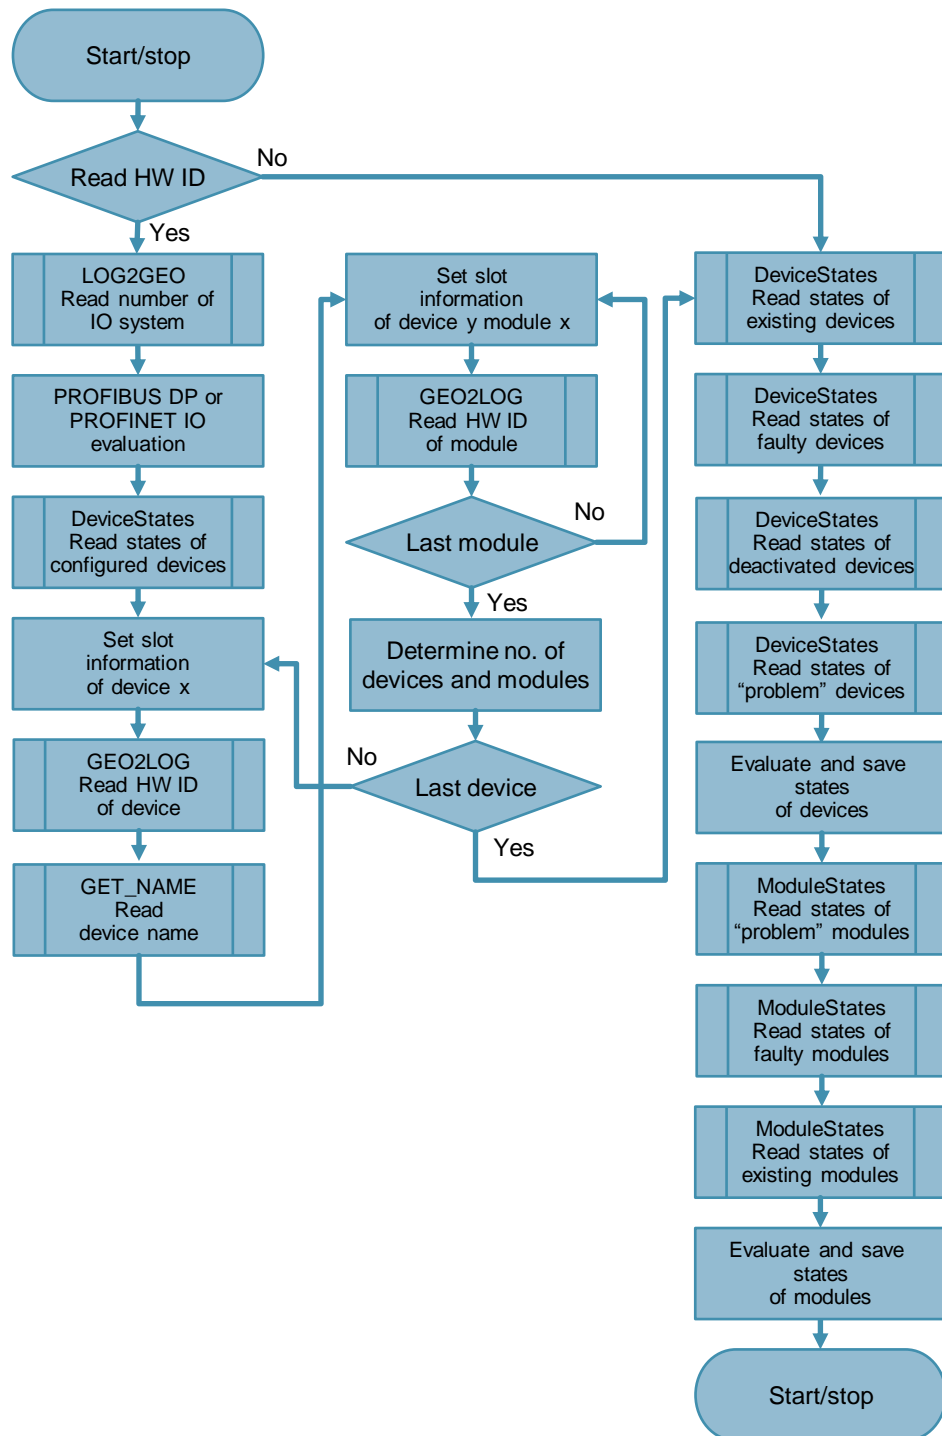 Start/stop
Read HW ID
No
Yes
LOG2GEO
Read number of
IO system
PROFIBUS DP or
PROFINET IO
evaluation
DeviceStates
Read states of
configured devices
Set slot
information
of device x
GEO2LOG
Read HW ID
of device
GET_NAME
Read
device name
Set slot
information
of device y module x
GEO2LOG
Read HW ID
of module
Last module
No
Yes
Determine no. of
devices and modules
No
Last device
Yes
DeviceStates
Read states of
existing devices
DeviceStates
Read states of
faulty devices
DeviceStates
Read states of
deactivated devices
DeviceStates
Read states of
“problem” devices
Evaluate and save
states
of devices
ModuleStates
Read states of
“problem” modules
ModuleStates
Read states of
faulty modules
ModuleStates
Read states of
existing modules
Evaluate and save
states
of modules
Start/stop